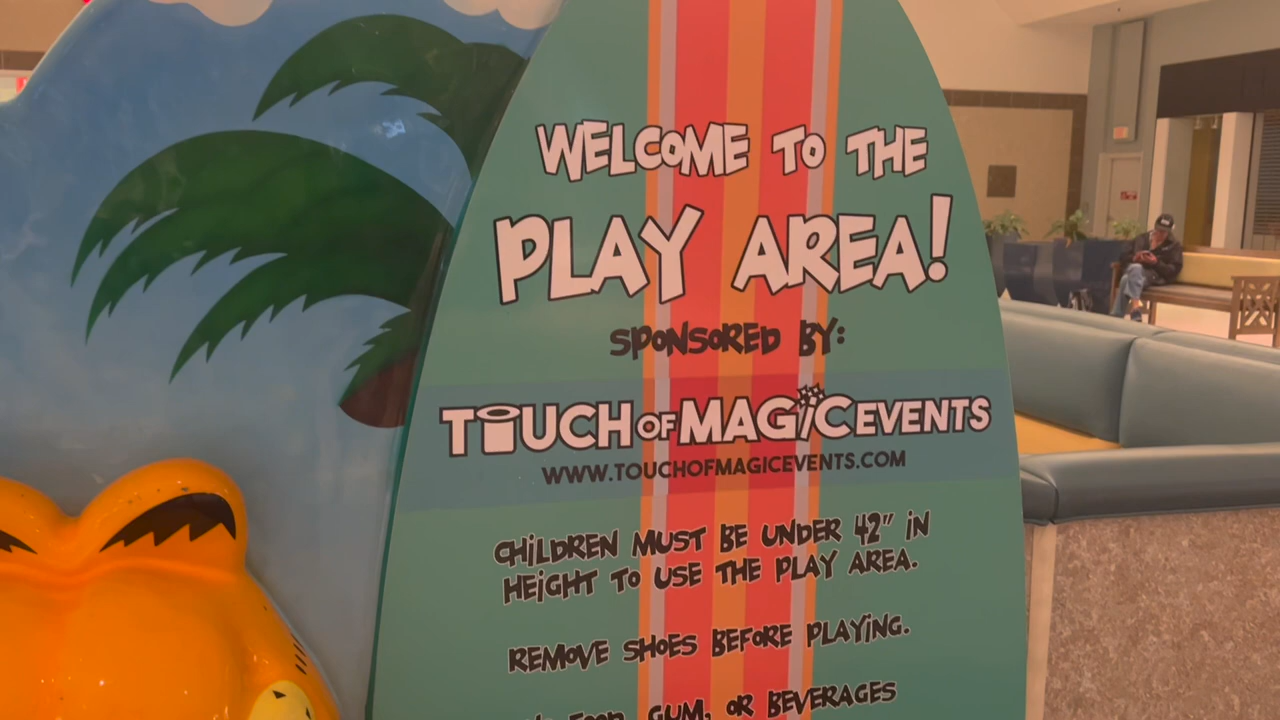 WELCOME TO THE
PLAY AREA!
SPONSORED BY:
TOUCH OF MAGIC EVENTS
WWW.TOUCHOFMAGICEVENTS.COM
CHILDREN MUST BE UNDER 42" IN
HEIGHT TO USE THE PLAY AREA.
REMOVE SHOES BEFORE PLAYING.
FOOD, GUM, OR BEVERAGES